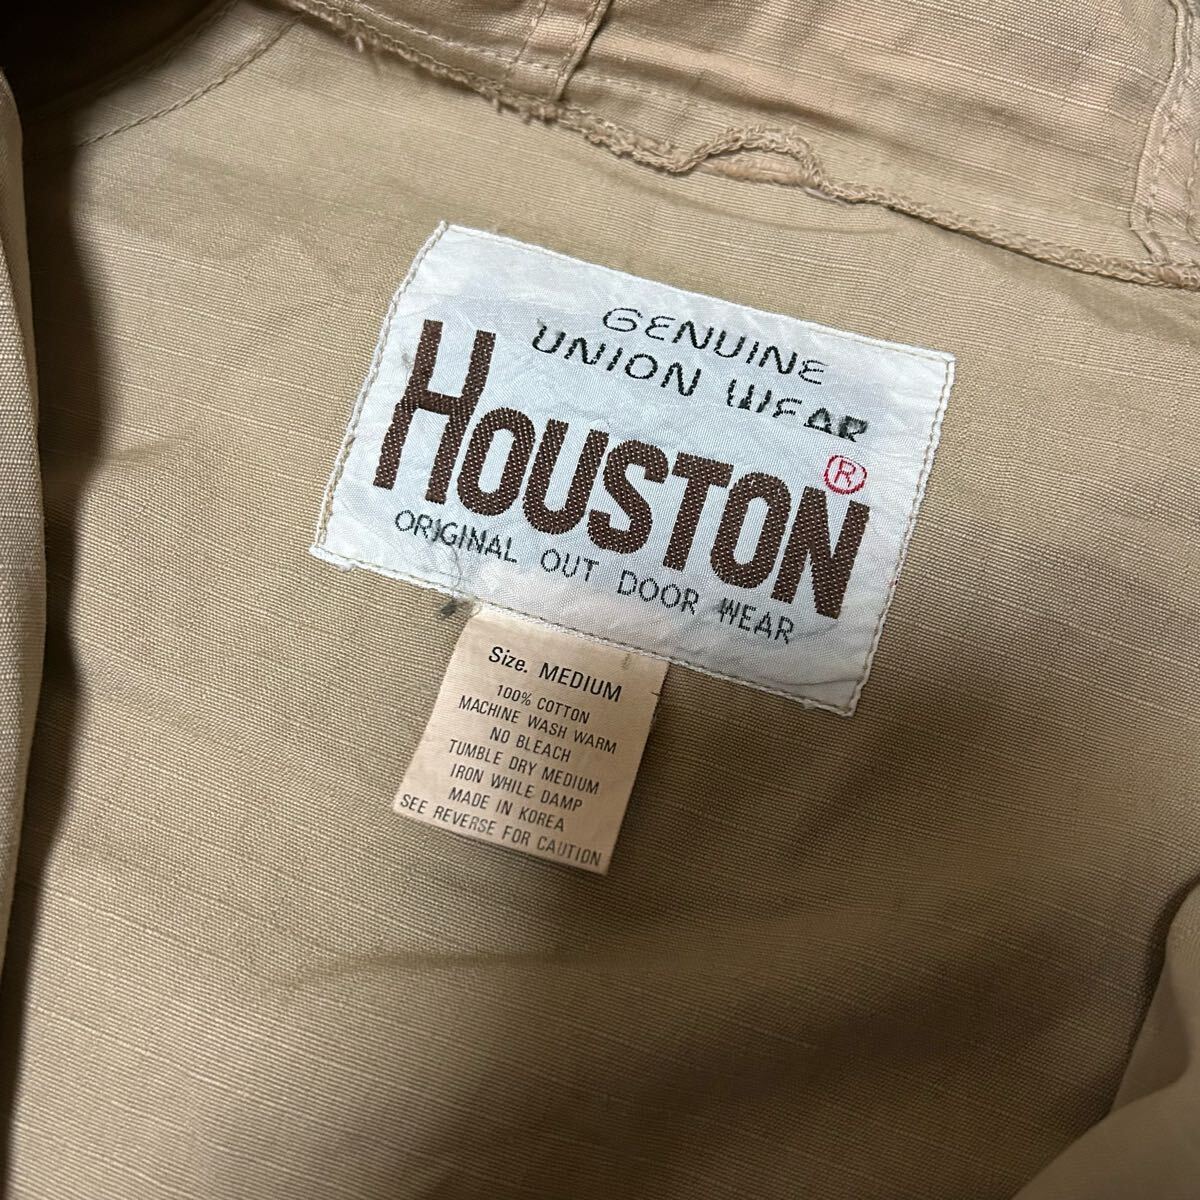 GENUINE
UNION WEAR
HOUSTON ®
ORIGINAL OUT DOOR WEAR
Size. MEDIUM
100% COTTON
MACHINE WASH WARM
NO BLEACH
TUMBLE DRY MEDIUM
IRON WHILE DAMP
MADE IN KOREA
SEE REVERSE FOR CAUTION